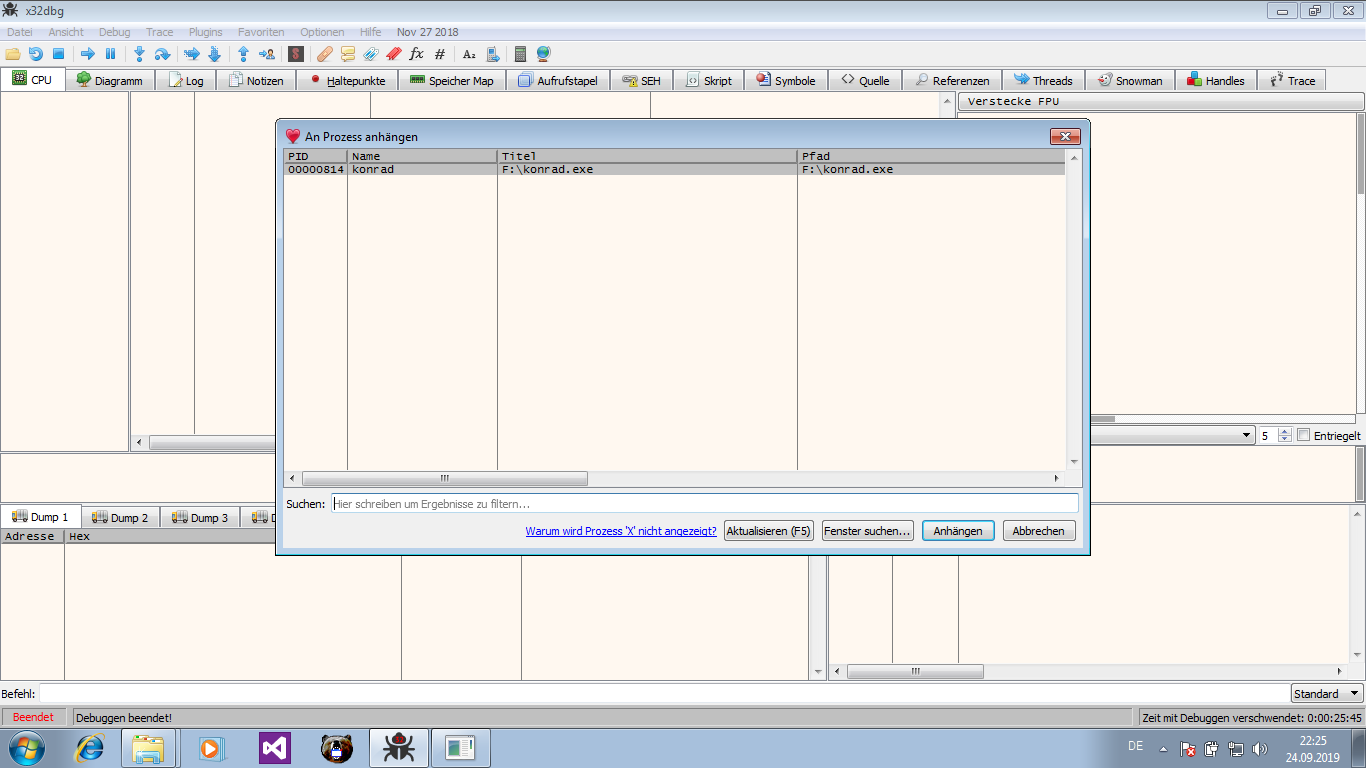 x32dbg
Datei Ansicht Debug Trace Plugins Favoriten Optionen Hilfe Nov 27 2018
CPU Diagramm Log Notizen Haltepunkte Speicher Map Aufrufstapel SEH Skript Symbole Quelle Referenzen Threads Snowman Handles Trace
Verstecke FPU
An Prozess anhängen
PID Name Titel Pfad
00000814 konrad F:\konrad.exe F:\konrad.exe
5 Entriegelt
Suchen: Hier schreiben um Ergebnisse zu filtern...
Warum wird Prozess 'X' nicht angezeigt? Aktualisieren (F5) Fenster suchen... Anhängen Abbrechen
Dump 1 Dump 2 Dump 3
Adresse Hex
Befehl: Standard
Beendet Debuggen beendet! Zeit mit Debuggen verschwendet: 0:00:25:45
DE 22:25
24.09.2019